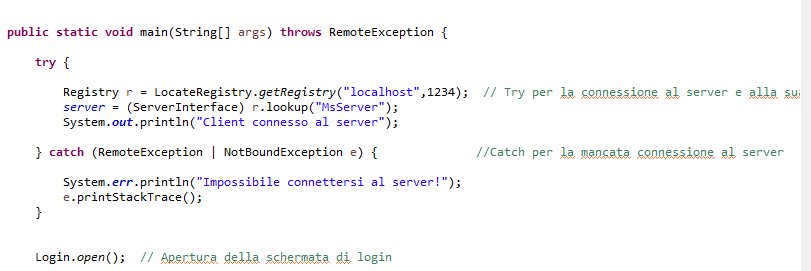 public static void main(String[] args) throws RemoteException {
try {
Registry r = LocateRegistry.getRegistry("localhost",1234);  // Try per la connessione al server e alla sua
server = (ServerInterface) r.lookup("MsServer");
System.out.println("Client connesso al server");
} catch (RemoteException | NotBoundException e) {  //Catch per la mancata connessione al server
System.err.println("Impossibile connettersi al server!");
e.printStackTrace();
}
Login.open();  // Apertura della schermata di login